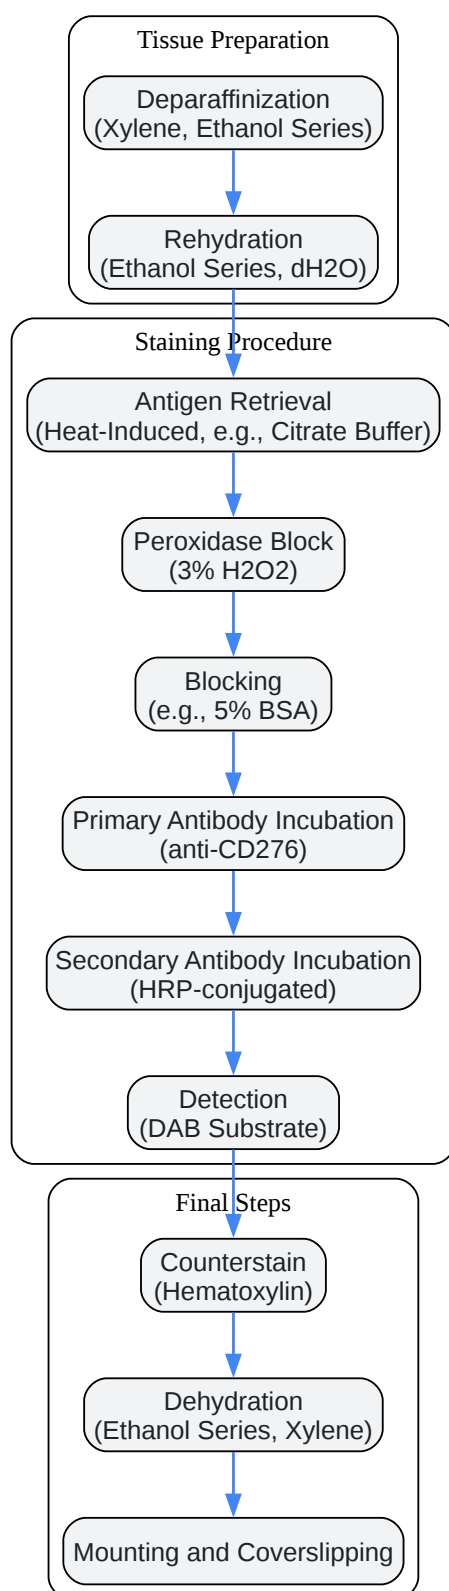 Tissue Preparation
Deparaffinization
(Xylene, Ethanol Series)
Rehydration
(Ethanol Series, dH2O)
Staining Procedure
Antigen Retrieval
(Heat-Induced, e.g., Citrate Buffer)
Peroxidase Block
(3% H2O2)
Blocking
(e.g., 5% BSA)
Primary Antibody Incubation
(anti-CD276)
Secondary Antibody Incubation
(HRP-conjugated)
Detection
(DAB Substrate)
Final Steps
Counterstain
(Hematoxylin)
Dehydration
(Ethanol Series, Xylene)
Mounting and Coverslipping